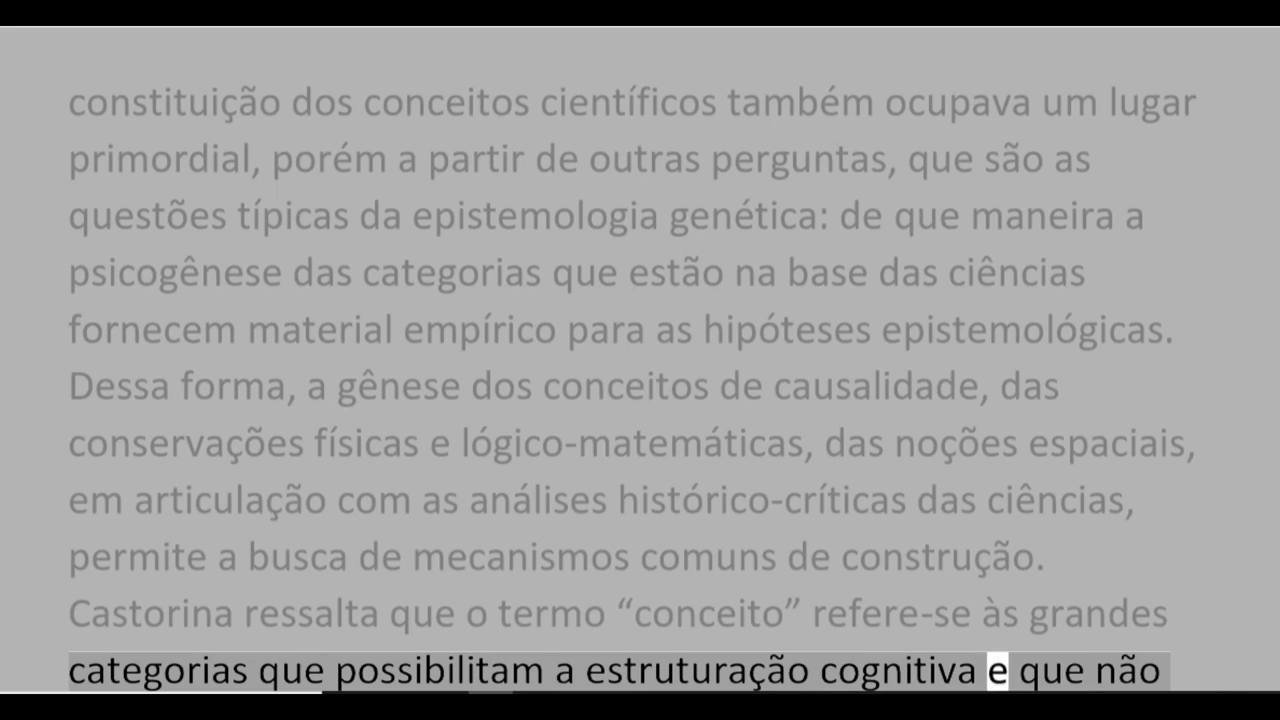 constituição dos conceitos científicos também ocupava um lugar
primordial, porém a partir de outras perguntas, que são as
questões típicas da epistemologia genética: de que maneira a
psicogênese das categorias que estão na base das ciências
fornecem material empírico para as hipóteses epistemológicas.
Dessa forma, a gênese dos conceitos de causalidade, das
conservações físicas e lógico-matemáticas, das noções espaciais,
em articulação com as análises histórico-críticas das ciências,
permite a busca de mecanismos comuns de construção.
Castorina ressalta que o termo “conceito” refere-se às grandes
categorias que possibilitam a estruturação cognitiva e que não